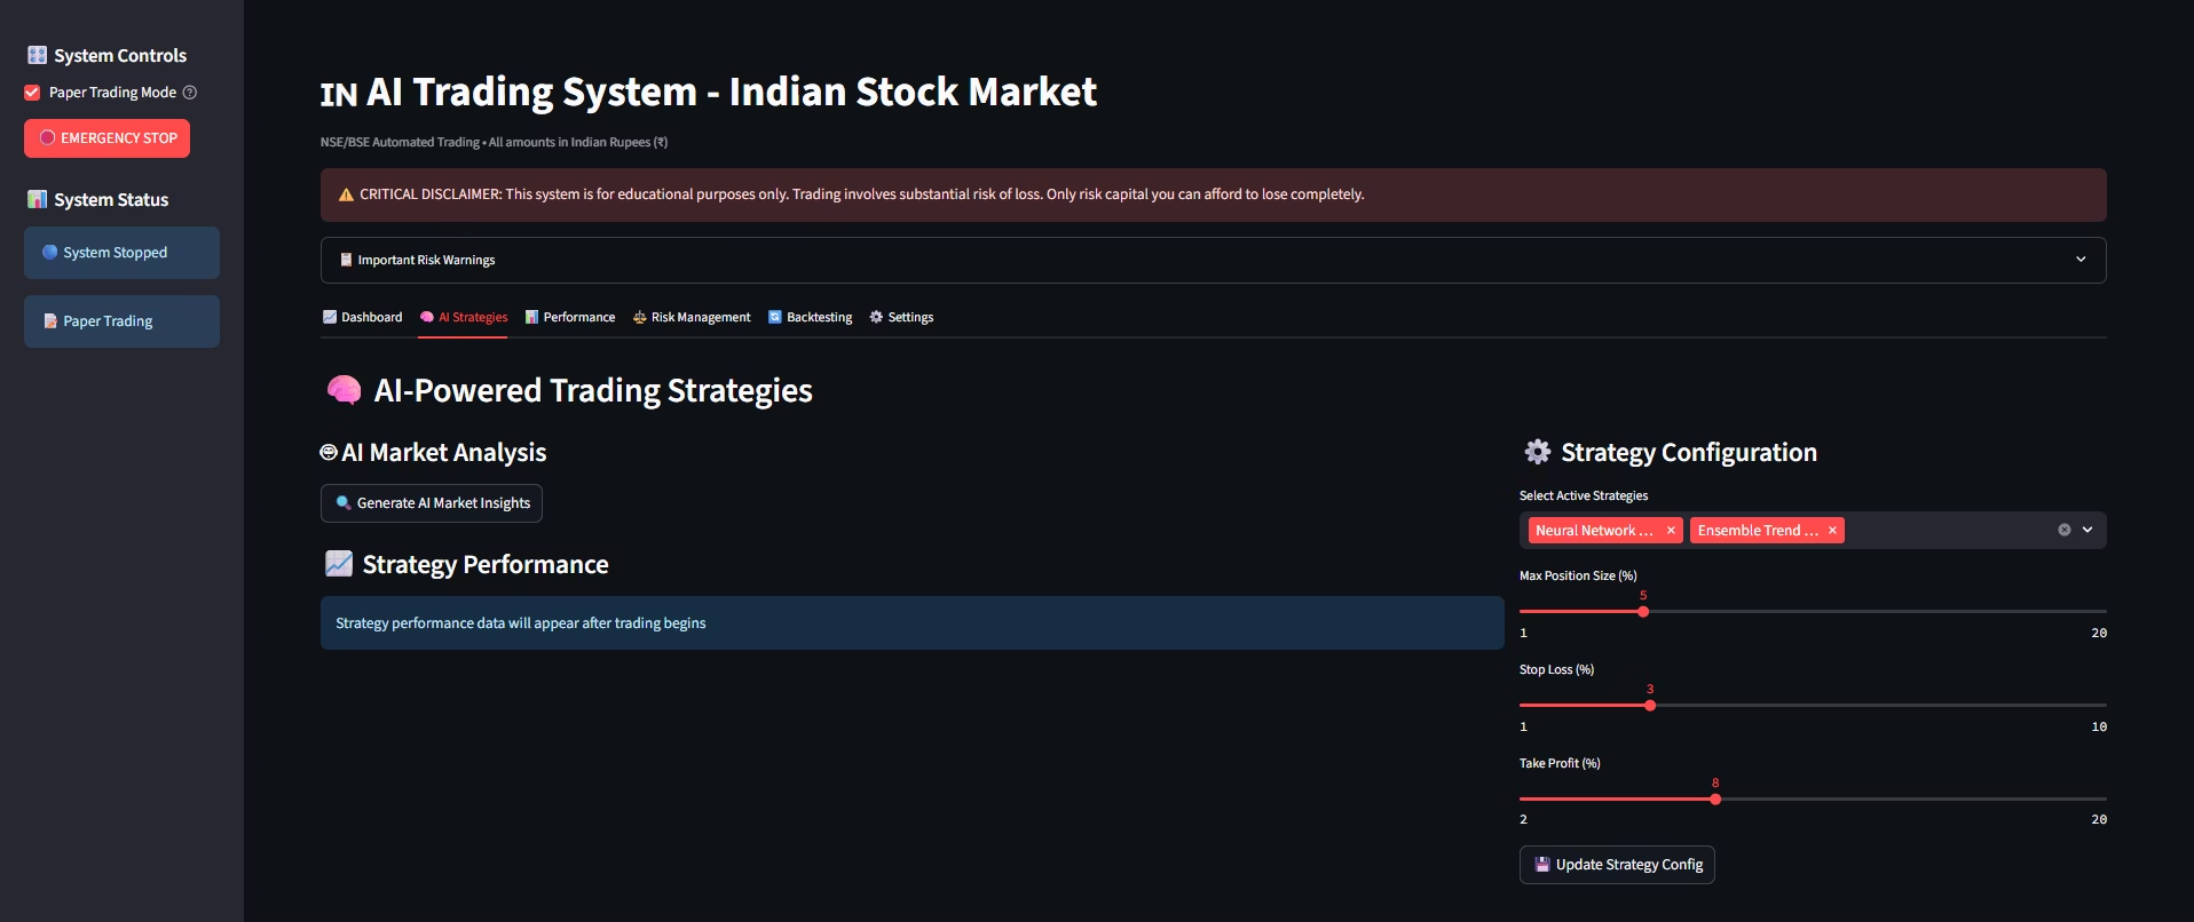 System Controls
Paper Trading Mode
EMERGENCY STOP
System Status
System Stopped
Paper Trading
IN AI Trading System - Indian Stock Market
NSE/BSE Automated Trading • All amounts in Indian Rupees (₹)
CRITICAL DISCLAIMER: This system is for educational purposes only. Trading involves substantial risk of loss. Only risk capital you can afford to lose completely.
Important Risk Warnings
Dashboard AI Strategies Performance Risk Management Backtesting Settings
AI-Powered Trading Strategies
AI Market Analysis
Generate AI Market Insights
Strategy Performance
Strategy performance data will appear after trading begins
Strategy Configuration
Select Active Strategies
Neural Network ... Ensemble Trend ...
Max Position Size (%)
5
1 20
Stop Loss (%)
3
1 10
Take Profit (%)
8
2 20
Update Strategy Config